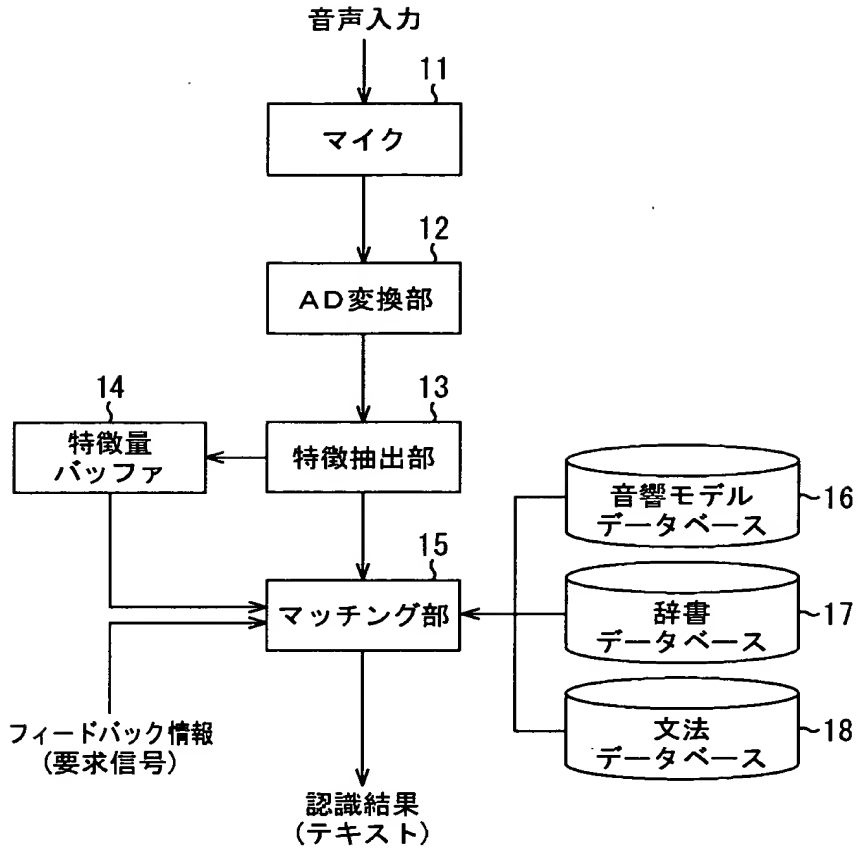 音声入力
11
マイク
12
AD変換部
14
特徴量
バッファ
13
特徴抽出部
音響モデル
データベース
16
15
マッチング部
辞書
データベース
17
フィードバック情報
(要求信号)
文法
データベース
18
認識結果
(テキスト)